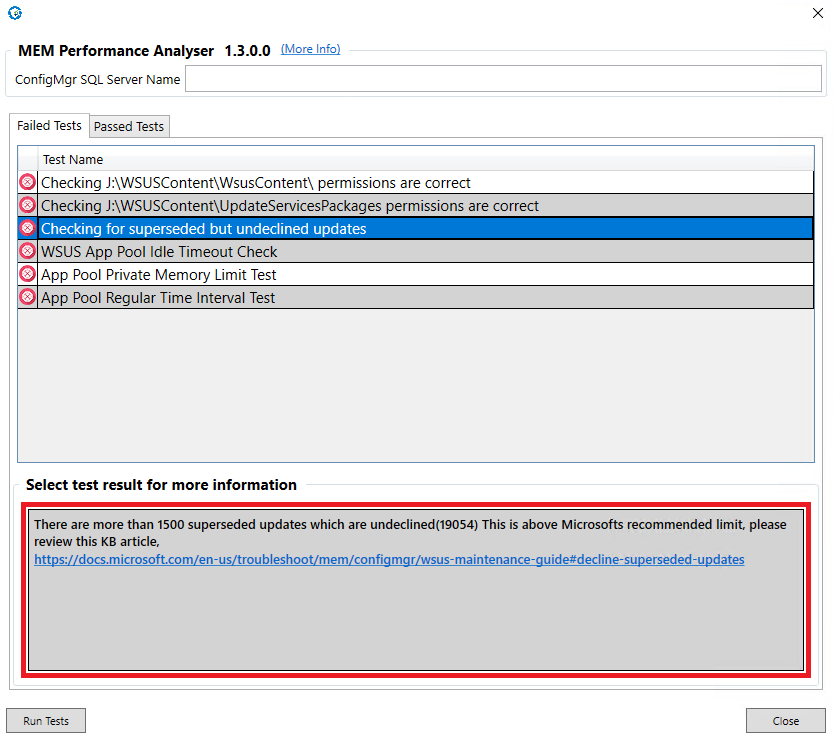 MEM Performance Analyser 1.3.0.0 (More Info)
ConfigMgr SQL Server Name
Failed Tests Passed Tests
Test Name
Checking J:\WSUSContent\WsusContent\ permissions are correct
Checking J:\WSUSContent\UpdateServicesPackages permissions are correct
Checking for superseded but undeclined updates
WSUS App Pool Idle Timeout Check
App Pool Private Memory Limit Test
App Pool Regular Time Interval Test
Select test result for more information
There are more than 1500 superseded updates which are undeclined(19054) This is above Microsofts recommended limit, please
review this KB article,
https://docs.microsoft.com/en-us/troubleshoot/mem/configmgr/wsus-maintenance-guide#decline-superseded-updates
Run Tests Close